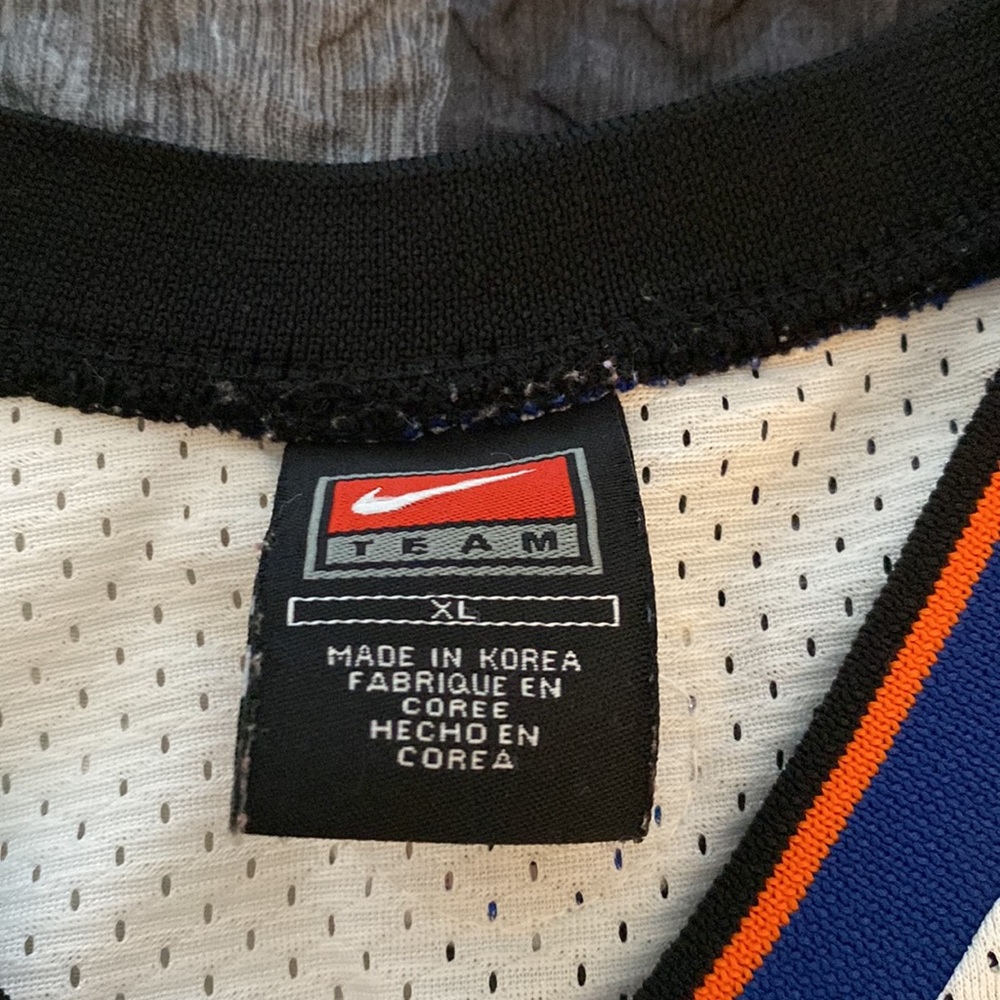 TEAM
XL
MADE IN KOREA
FABRIQUE EN
COREE
HECHO EN
COREA